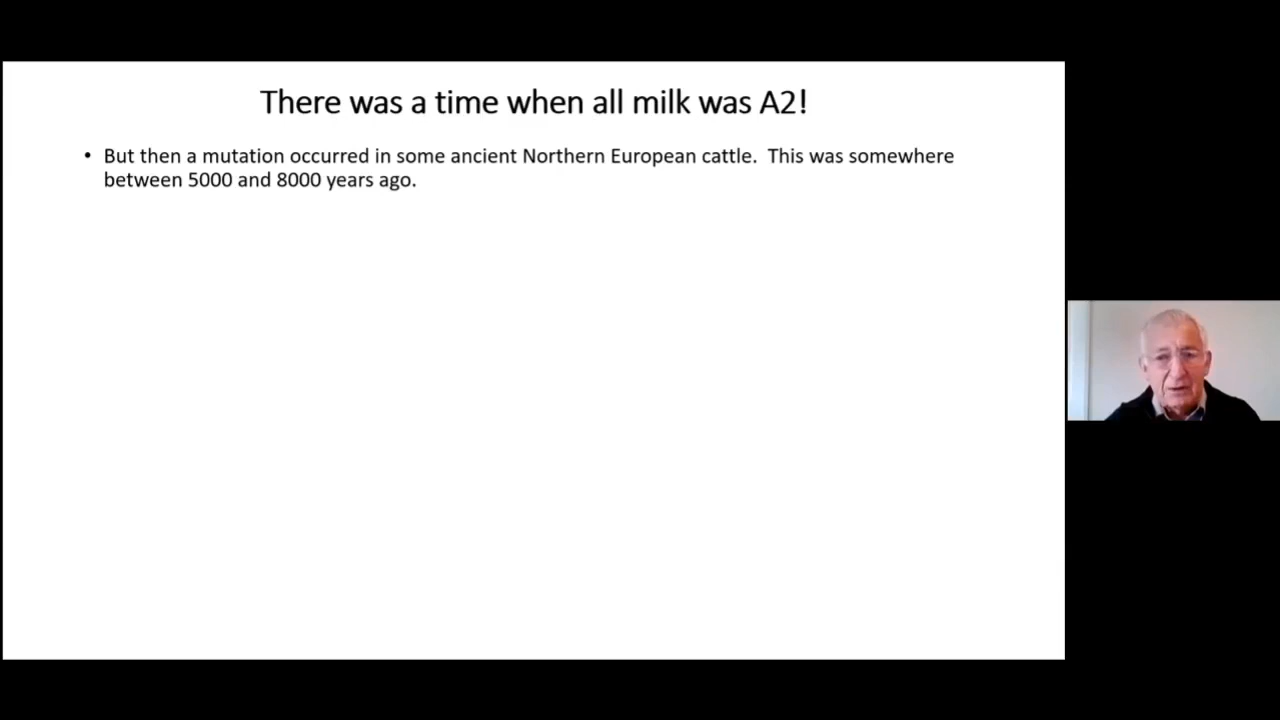 There was a time when all milk was A2!
• But then a mutation occurred in some ancient Northern European cattle.  This was somewhere
between 5000 and 8000 years ago.